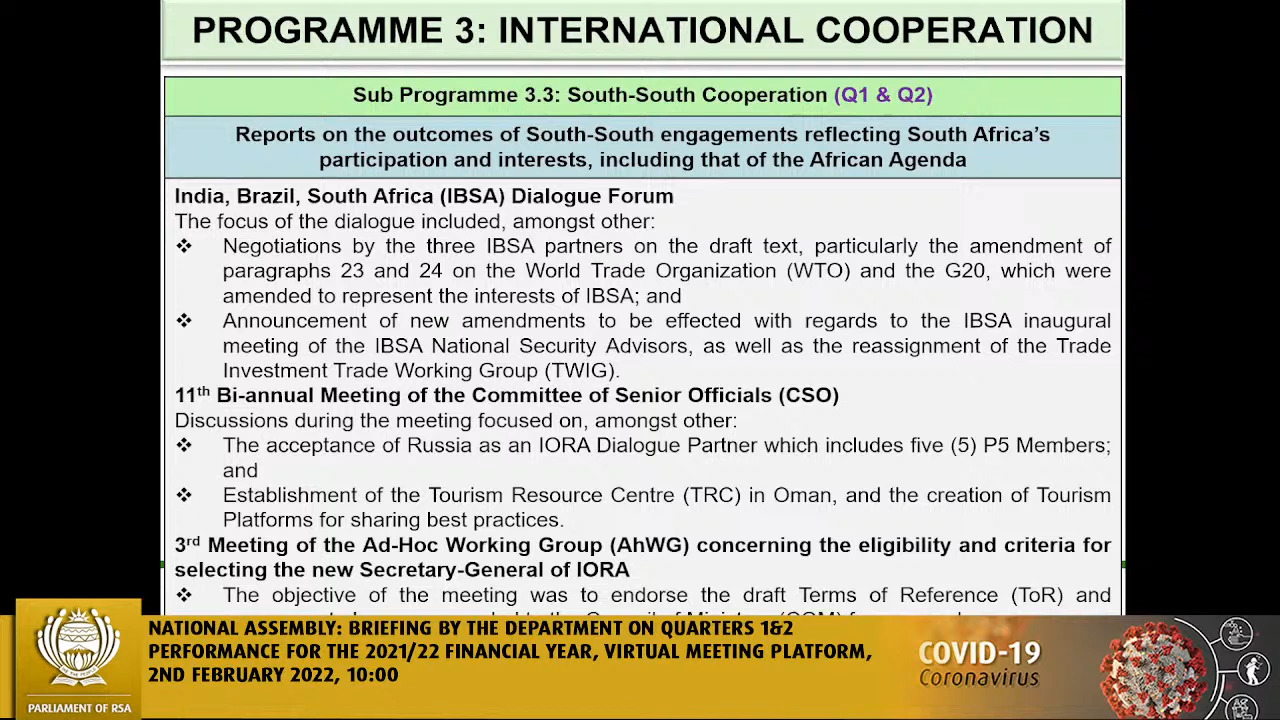 PROGRAMME 3: INTERNATIONAL COOPERATION
Sub Programme 3.3: South-South Cooperation (Q1 & Q2)
Reports on the outcomes of South-South engagements reflecting South Africa's
participation and interests, including that of the African Agenda
India, Brazil, South Africa (IBSA) Dialogue Forum
The focus of the dialogue included, amongst other:
❖ Negotiations by the three IBSA partners on the draft text, particularly the amendment of
paragraphs 23 and 24 on the World Trade Organization (WTO) and the G20, which were
amended to represent the interests of IBSA; and
❖ Announcement of new amendments to be effected with regards to the IBSA inaugural
meeting of the IBSA National Security Advisors, as well as the reassignment of the Trade
Investment Trade Working Group (TWIG).
11th Bi-annual Meeting of the Committee of Senior Officials (CSO)
Discussions during the meeting focused on, amongst other:
❖ The acceptance of Russia as an IORA Dialogue Partner which includes five (5) P5 Members;
and
❖ Establishment of the Tourism Resource Centre (TRC) in Oman, and the creation of Tourism
Platforms for sharing best practices.
3rd Meeting of the Ad-Hoc Working Group (AhWG) concerning the eligibility and criteria for
selecting the new Secretary-General of IORA
❖ The objective of the meeting was to endorse the draft Terms of Reference (ToR) and
NATIONAL ASSEMBLY: BRIEFING BY THE DEPARTMENT ON QUARTERS 1&2
PERFORMANCE FOR THE 2021/22 FINANCIAL YEAR, VIRTUAL MEETING PLATFORM,
2ND FEBRUARY 2022, 10:00
PARLIAMENT OF RSA
COVID-19
Coronavirus